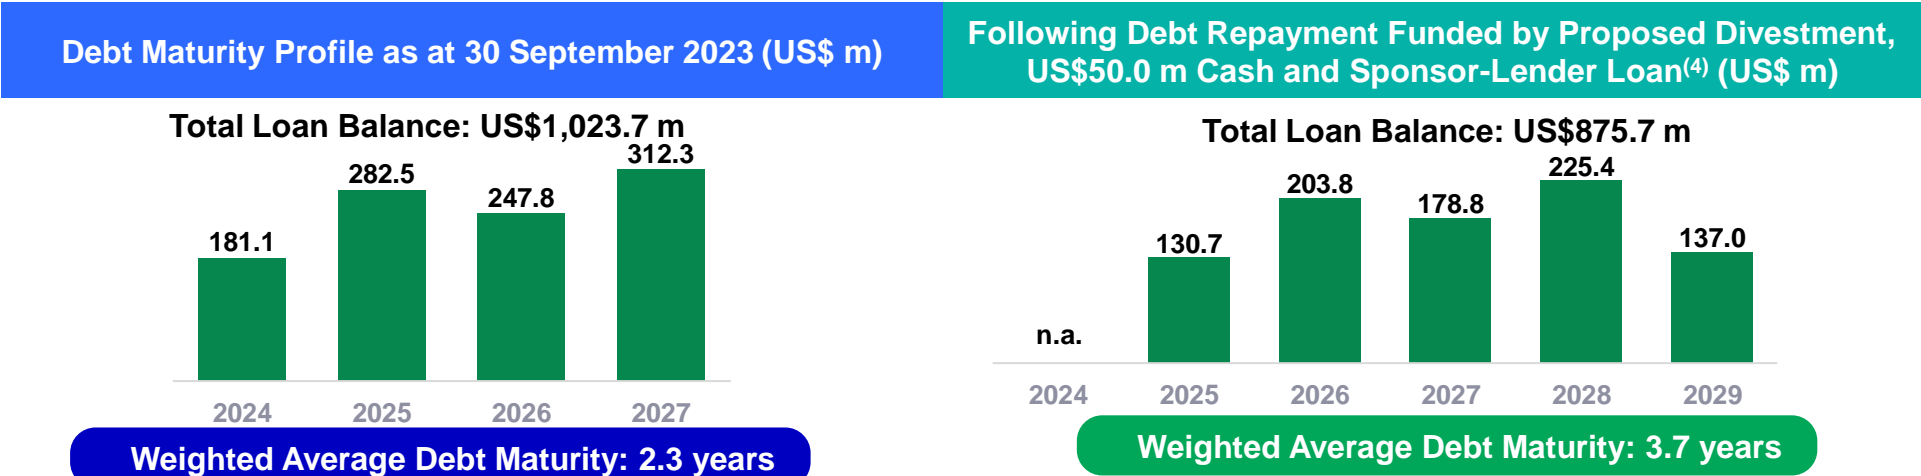 Debt Maturity Profile as at 30 September 2023 (US$ m)
Total Loan Balance: US$1,023.7 m
181.1
282.5
247.8
312.3
2024
2025
2026
2027
Weighted Average Debt Maturity: 2.3 years
Following Debt Repayment Funded by Proposed Divestment,
US$50.0 m Cash and Sponsor-Lender Loan(4) (US$ m)
Total Loan Balance: US$875.7 m
n.a.
130.7
203.8
178.8
225.4
137.0
2024
2025
2026
2027
2028
2029
Weighted Average Debt Maturity: 3.7 years